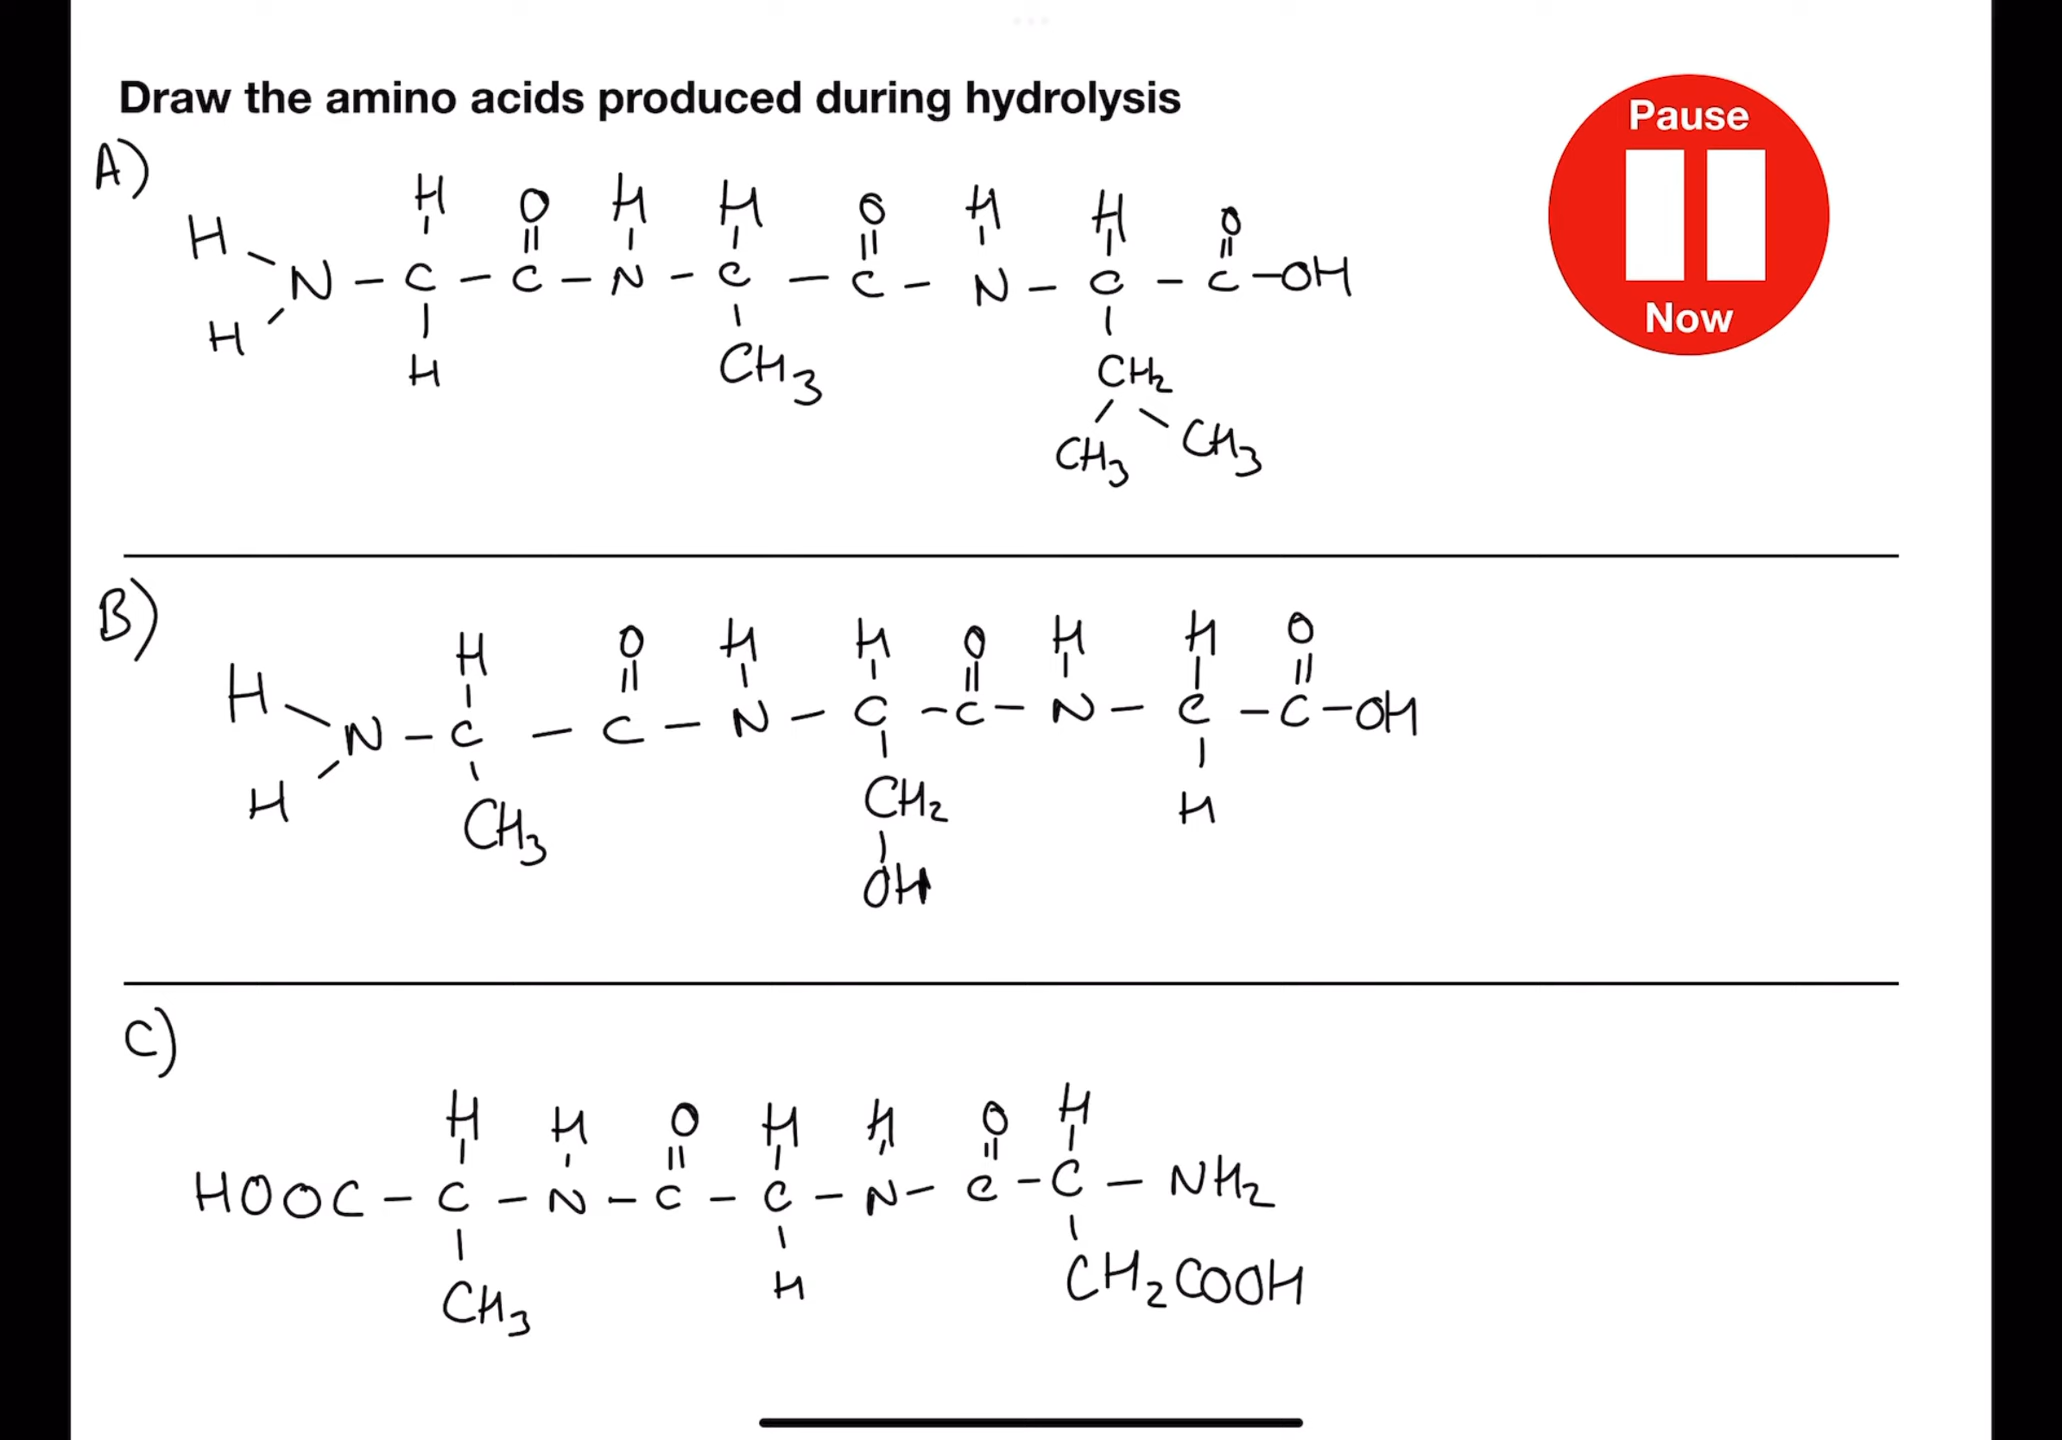 Draw the amino acids produced during hydrolysis
Pause
Now
A)
H H O H H O H H O
N - C - C - N - C - C - N - C - C - OH
H H CH3 CH2
CH3 CH3
B)
H H O H H O H H O
N - C - C - N - C - C - N - C - C - OH
H CH3 CH2 H
OH
C)
H H O H H O H
HOOC - C - N - C - C - N - C - C - NH2
CH3 H CH2COOH